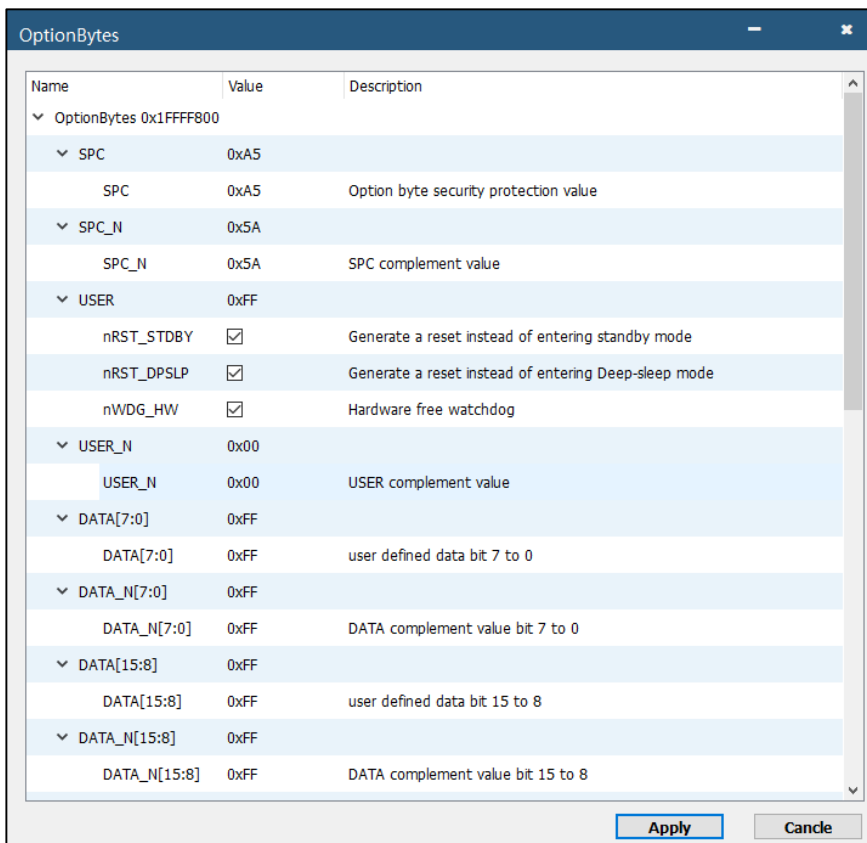 OptionBytes
Name Value Description
OptionBytes 0x1FFFF800
SPC 0xA5
SPC 0xA5 Option byte security protection value
SPC_N 0x5A
SPC_N 0x5A SPC complement value
USER 0xFF
nRST_STDBY Generate a reset instead of entering standby mode
nRST_DPSLP Generate a reset instead of entering Deep-sleep mode
nWDG_HW Hardware free watchdog
USER_N 0x00
USER_N 0x00 USER complement value
DATA[7:0] 0xFF
DATA[7:0] 0xFF user defined data bit 7 to 0
DATA_N[7:0] 0xFF
DATA_N[7:0] 0xFF DATA complement value bit 7 to 0
DATA[15:8] 0xFF
DATA[15:8] 0xFF user defined data bit 15 to 8
DATA_N[15:8] 0xFF
DATA_N[15:8] 0xFF DATA complement value bit 15 to 8
Apply Cancle